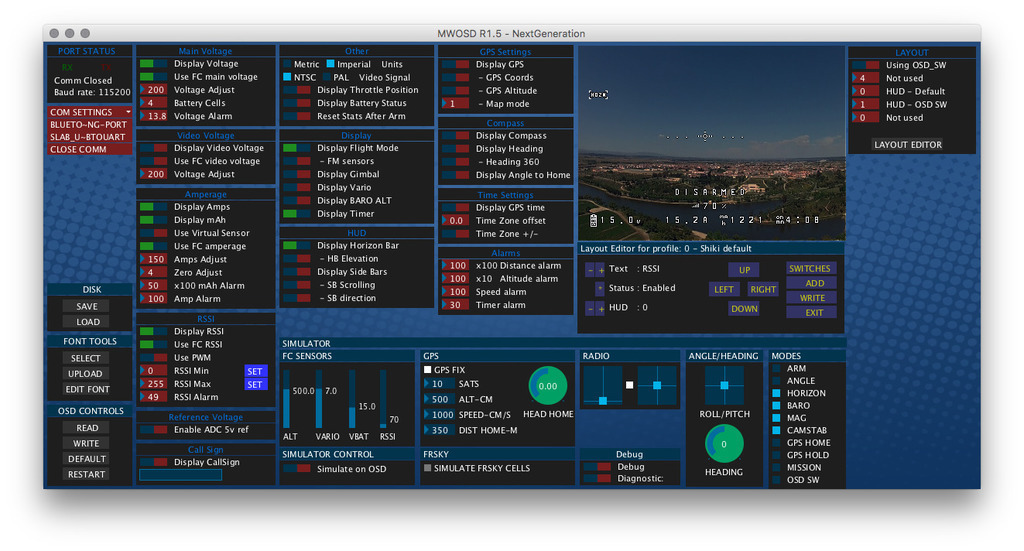 MWOSD R1.5 - NextGeneration
PORT STATUS
RX TX
Comm Closed
Baud rate: 115200
COM SETTINGS
BLUETO~NG-PORT
SLAB_U~BTOUART
CLOSE COMM
DISK
SAVE
LOAD
FONT TOOLS
SELECT
UPLOAD
EDIT FONT
OSD CONTROLS
READ
WRITE
DEFAULT
RESTART
Main Voltage
Display Voltage
Use FC main voltage
200 Voltage Adjust
4 Battery Cells
13.8 Voltage Alarm
Video Voltage
Display Video Voltage
Use FC video voltage
200 Voltage Adjust
Amperage
Display Amps
Display mAh
Use Virtual Sensor
Use FC amperage
150 Amps Adjust
4 Zero Adjust
50 x100 mAh Alarm
100 Amp Alarm
RSSI
Display RSSI
Use FC RSSI
Use PWM
0 RSSI Min SET
255 RSSI Max SET
49 RSSI Alarm
Reference Voltage
Enable ADC 5v ref
Call Sign
Display CallSign
Other
Metric Imperial Units
NTSC PAL Video Signal
Display Throttle Position
Display Battery Status
Reset Stats After Arm
Display
Display Flight Mode
- FM sensors
Display Gimbal
Display Vario
Display BARO ALT
Display Timer
HUD
Display Horizon Bar
- HB Elevation
Display Side Bars
- SB Scrolling
- SB direction
GPS Settings
Display GPS
- GPS Coords
- GPS Altitude
1 - Map mode
Compass
Display Compass
Display Heading
- Heading 360
Display Angle to Home
Time Settings
Display GPS time
0.0 Time Zone offset
Time Zone +/-
Alarms
100 x100 Distance alarm
100 x10 Altitude alarm
100 Speed alarm
30 Timer alarm
DISARMED
70%
15.0v 15.2A 1221 04:08
Layout Editor for profile: 0 - Shiki default
- + Text : RSSI
+ Status : Enabled
- + HUD : 0
UP
LEFT RIGHT
DOWN
SWITCHES
ADD
WRITE
EXIT
LAYOUT
Using OSD_SW
4 Not used
0 HUD - Default
1 HUD - OSD SW
0 Not used
LAYOUT EDITOR
SIMULATOR
FC SENSORS
500.0 7.0 15.0 70
ALT VARIO VBAT RSSI
SIMULATOR CONTROL
Simulate on OSD
GPS
GPS FIX
10 SATS
500 ALT-CM
1000 SPEED-CM/S
350 DIST HOME-M
0.00
HEAD HOME
FRSKY
SIMULATE FRSKY CELLS
RADIO
Debug
Debug
Diagnostic:
ANGLE/HEADING
ROLL/PITCH
0
HEADING
MODES
ARM
ANGLE
HORIZON
BARO
MAG
CAMSTAB
GPS HOME
GPS HOLD
MISSION
OSD SW